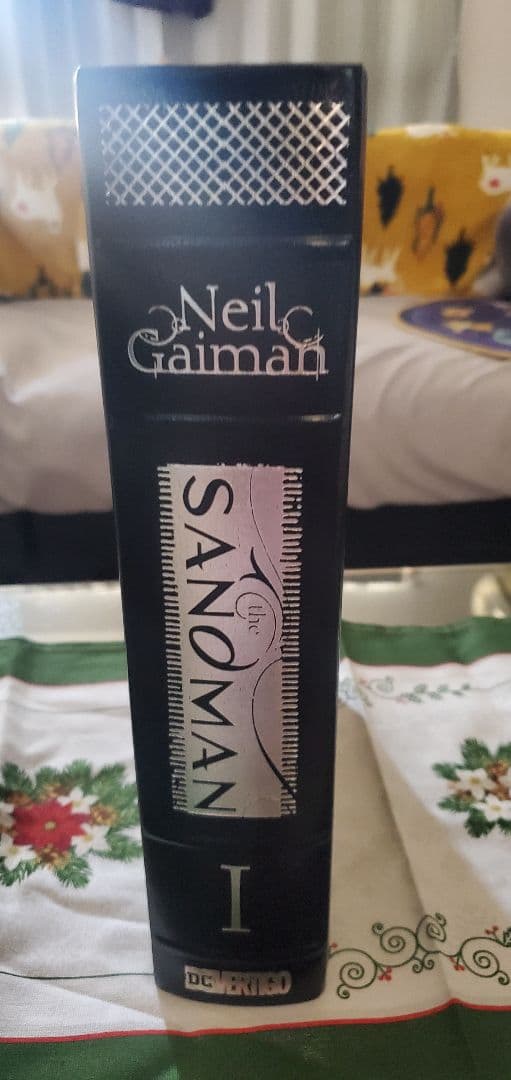 Neil
Gaiman
the
SANDMAN
I
DC VERTIGO